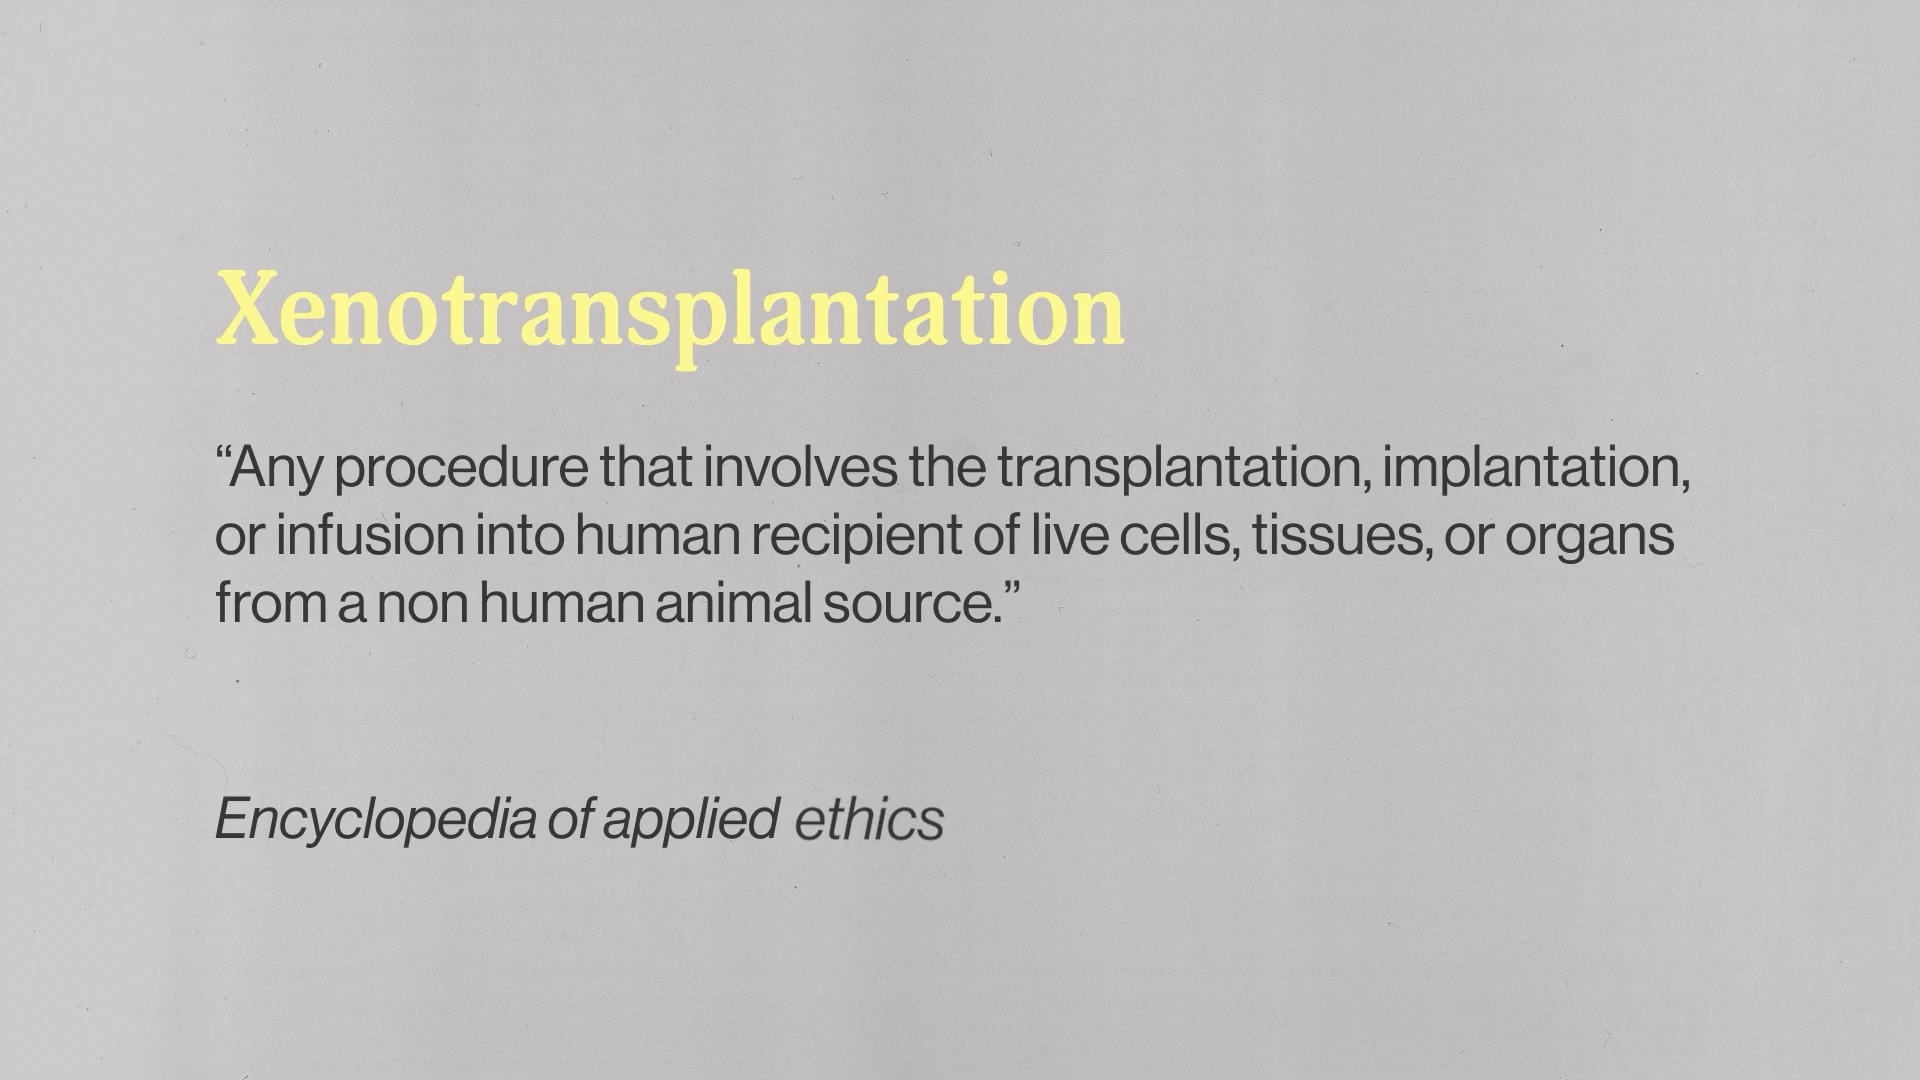 Xenotransplantation
“Any procedure that involves the transplantation, implantation,
or infusion into human recipient of live cells, tissues, or organs
from a non human animal source.”
Encyclopedia of applied ethics